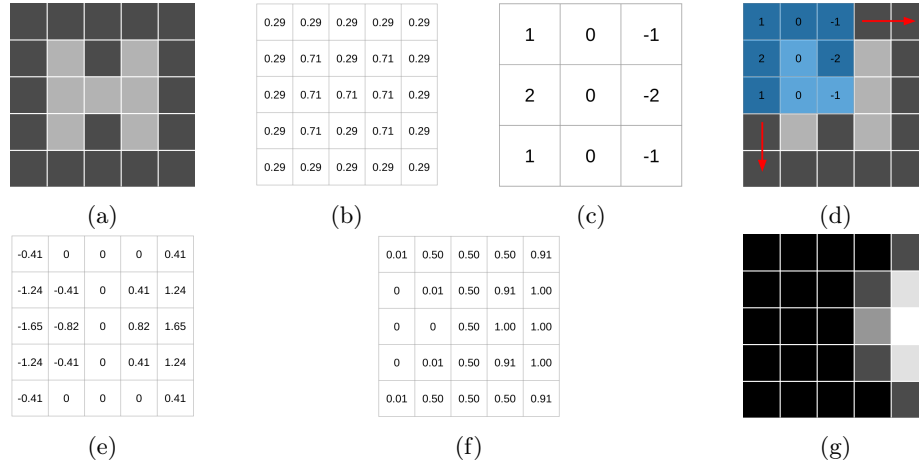 0.29 0.29 0.29 0.29 0.29
0.29 0.71 0.29 0.71 0.29
0.29 0.71 0.71 0.71 0.29
0.29 0.71 0.29 0.71 0.29
0.29 0.29 0.29 0.29 0.29
1 0 -1
2 0 -2
1 0 -1
1 0 -1
2 0 -2
1 0 -1
(a) (b) (c) (d)
-0.41 0 0 0 0.41
-1.24 -0.41 0 0.41 1.24
-1.65 -0.82 0 0.82 1.65
-1.24 -0.41 0 0.41 1.24
-0.41 0 0 0 0.41
0.01 0.50 0.50 0.50 0.91
0 0.01 0.50 0.91 1.00
0 0 0.50 1.00 1.00
0 0.01 0.50 0.91 1.00
0.01 0.50 0.50 0.50 0.91
(e) (f) (g)